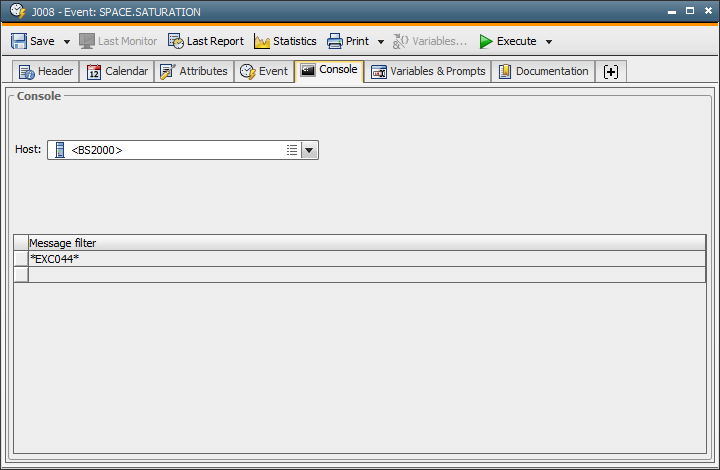 J008 - Event: SPACE.SATURATION
Save Last Monitor Last Report Statistics Print Variables... Execute
Header 12 Calendar Attributes Event Console Variables & Prompts Documentation [+]
Console
Host: <BS2000>
Message filter
*EXC044*